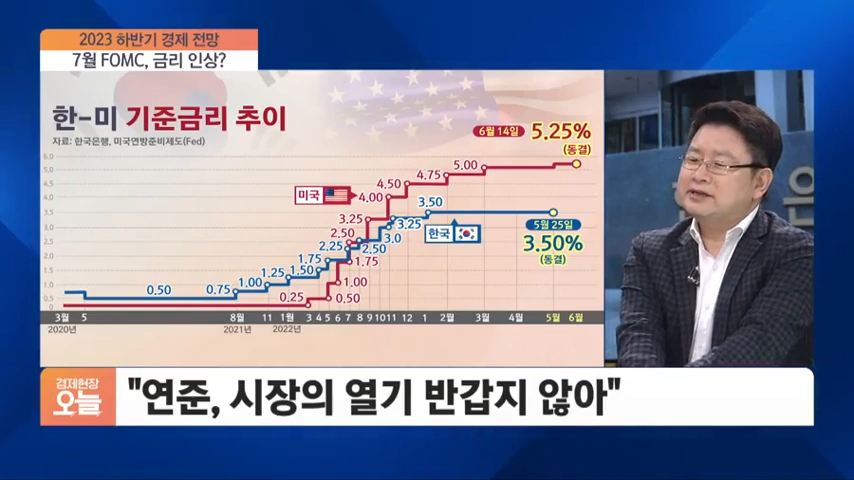 2023 하반기 경제 전망
7월 FOMC, 금리 인상?
한-미 기준금리 추이
자료: 한국은행, 미국연방준비제도(Fed)
6월 14일 5.25%
(동결)
5.0
4.5
4.0
3.5
3.0
2.5
2.0
1.5
1.0
0.5
0
미국
4.00
4.50
4.75
5.00
3.25
2.50
2.25
1.75
1.50
1.25
1.00
0.75
0.50
2.50
3.0
3.25
3.50
한국
1.75
1.00
0.50
0.25
5월 25일
3.50%
(동결)
3월 5 8월 11 1월 3 4 5 6 7 8 9 10 11 12 1 2월 3월 4월 5월 6월
2020년 2021년 2022년
은
경제현장
오늘
"연준, 시장의 열기 반갑지 않아"